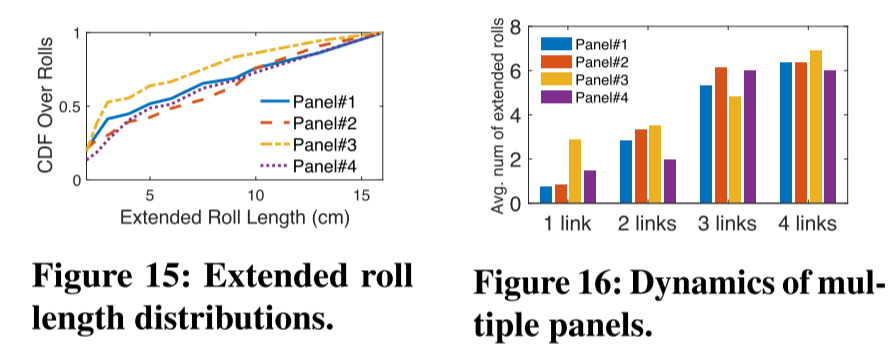 1
0.5
0
CDF Over Rolls
Panel#1
Panel#2
Panel#3
Panel#4
5 10 15
Extended Roll Length (cm)
Figure 15: Extended roll
length distributions.
8
6
4
2
0
Avg. num of extended rolls
Panel#1
Panel#2
Panel#3
Panel#4
1 link 2 links 3 links 4 links
Figure 16: Dynamics of mul-
tiple panels.